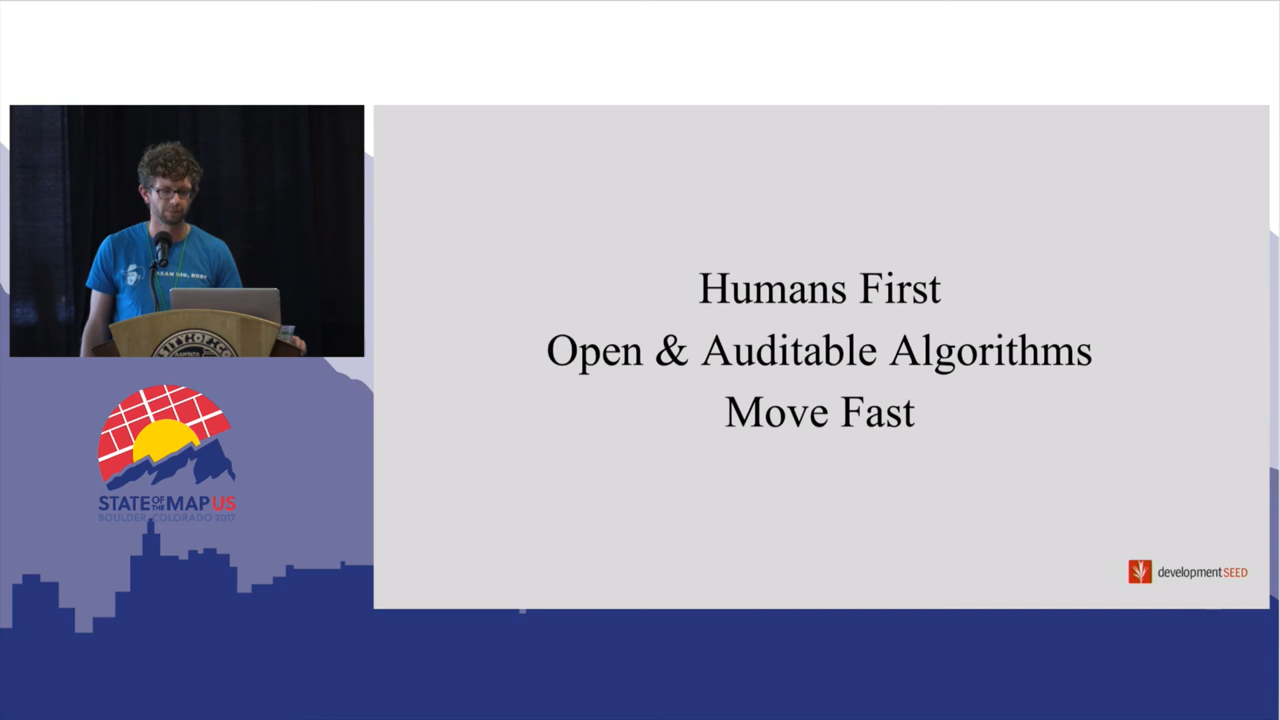 Humans First
Open & Auditable Algorithms
Move Fast
developmentSEED
STATE OF THE MAP US
BOULDER, COLORADO 2017